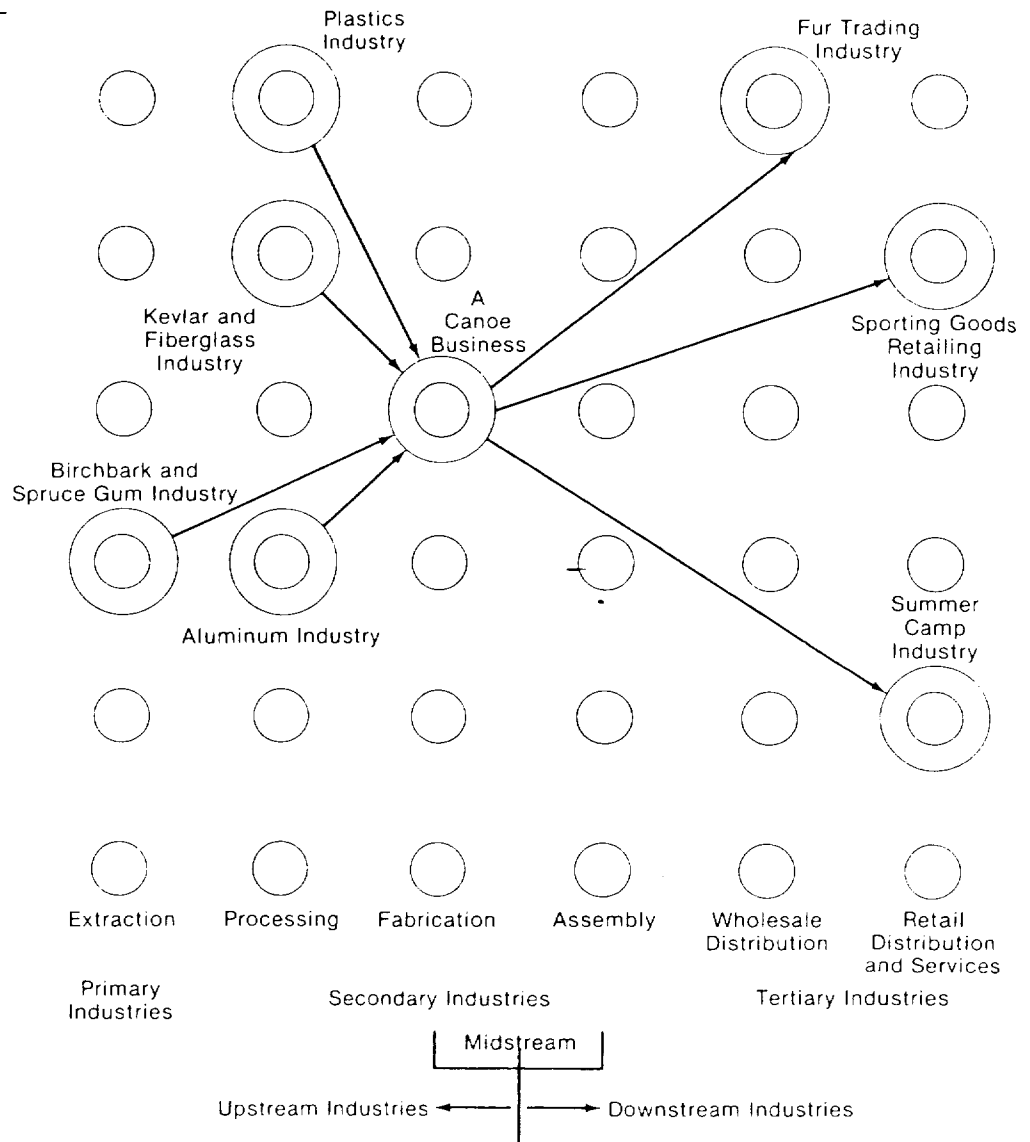 Plastics
Industry
Fur Trading
Industry
Kevlar and
Fiberglass
Industry
A
Canoe
Business
Sporting Goods
Retailing
Industry
Birchbark and
Spruce Gum Industry
Aluminum Industry
Summer
Camp
Industry
Extraction
Processing
Fabrication
Assembly
Wholesale
Distribution
Retail
Distribution
and Services
Primary
Industries
Secondary Industries
Tertiary Industries
Midstream
Upstream Industries
Downstream Industries